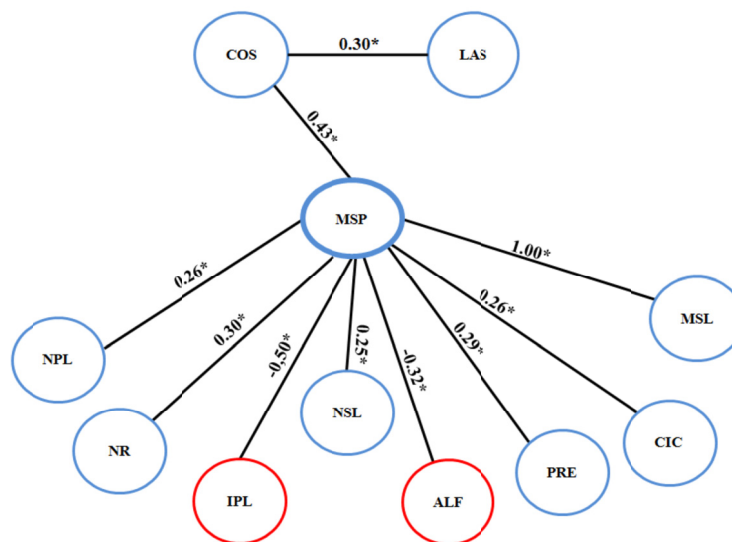 COS
0.30*
LAS
0.43*
MSP
0.26*
0.30*
-0,50*
0.25*
-0.32*
0.29*
0.26*
1.00*
MSL
NPL
NSL
NR
CIC
PRE
IPL
ALF